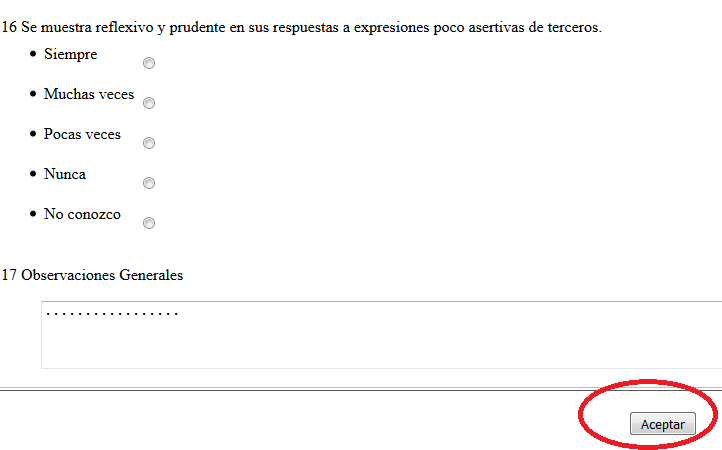 16 Se muestra reflexivo y prudente en sus respuestas a expresiones poco asertivas de terceros.
• Siempre
• Muchas veces
• Pocas veces
• Nunca
• No conozco
17 Observaciones Generales
.................
Aceptar